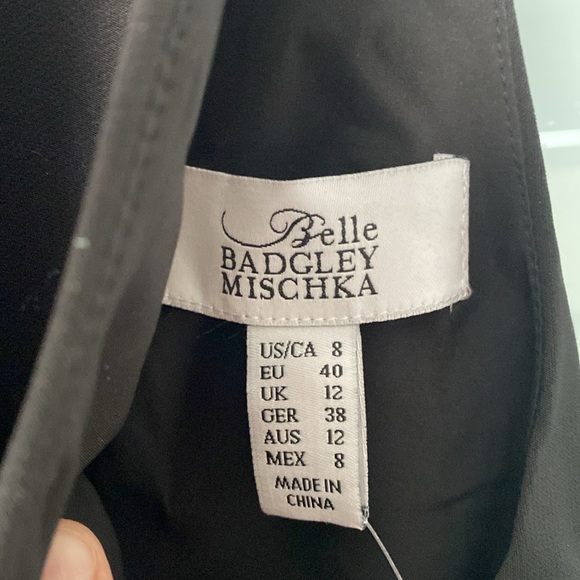 Belle
BADGLEY
MISCHKA
US/CA 8
EU 40
UK 12
GER 38
AUS 12
MEX 8
MADE IN
CHINA